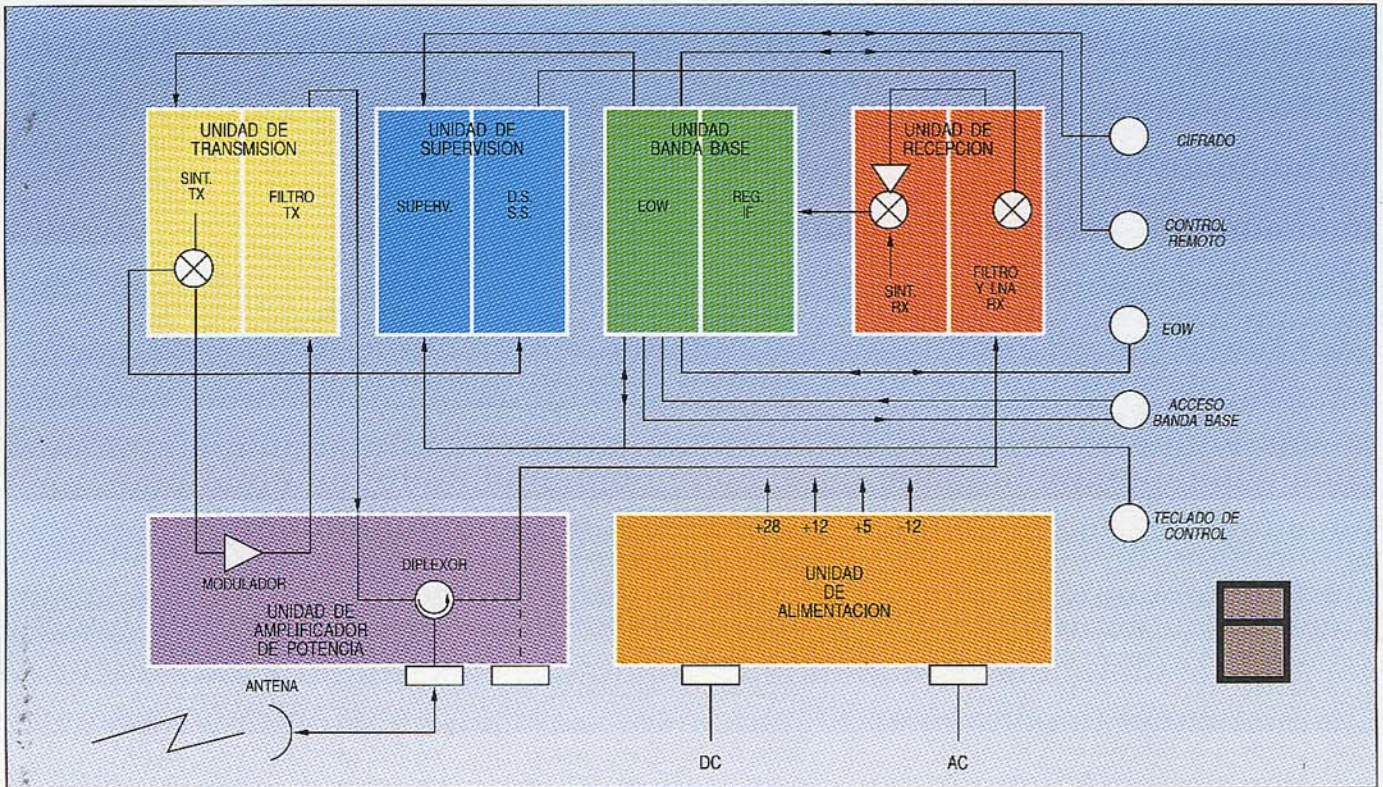 UNIDAD DE
TRANSMISION
SINT.
TX
FILTRO
TX
UNIDAD DE
SUPERVISION
SUPERV.
D.S.
S.S.
UNIDAD
BANDA BASE
EOW
REG.
IF
UNIDAD DE
RECEPCION
SINT.
RX
FILTRO
Y LNA
RX
CIFRADO
CONTROL
REMOTO
EOW
ACCESO
BANDA BASE
TECLADO DE
CONTROL
MODULADOR
DIPLEXOR
UNIDAD DE
AMPLIFICADOR
DE POTENCIA
+28 +12 +5 12
UNIDAD
DE
ALIMENTACION
ANTENA
DC
AC